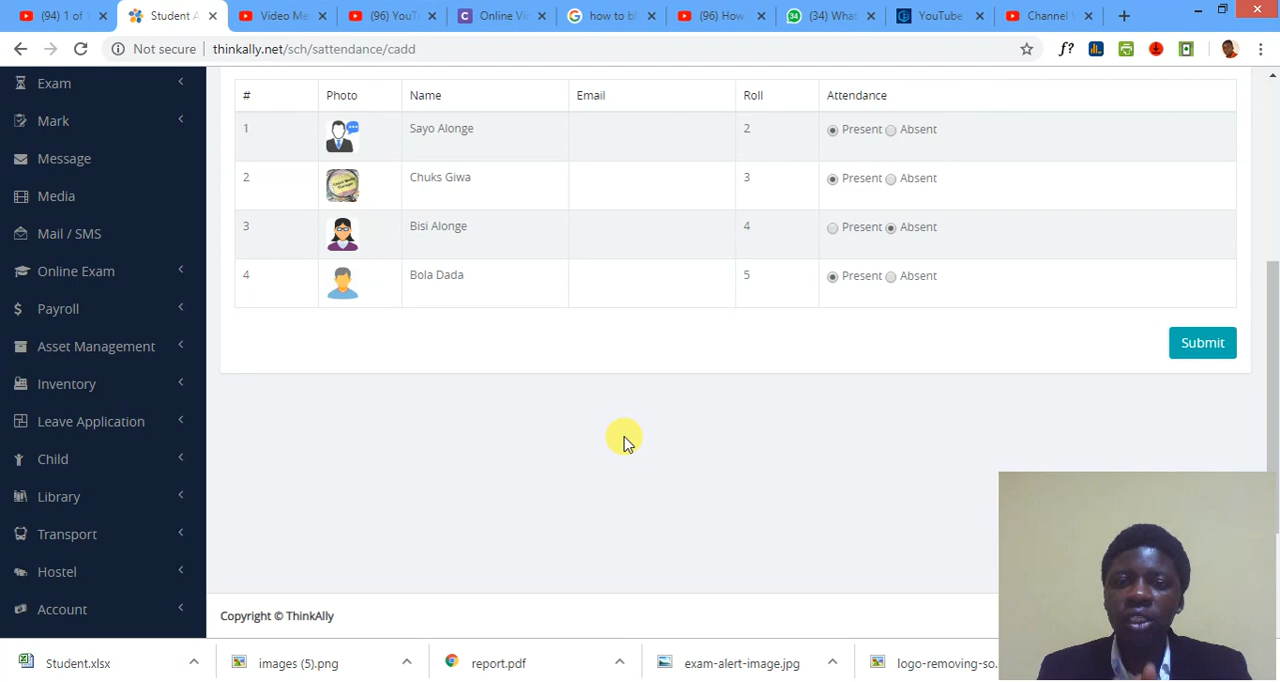 (94) 1 of
Student A
Video Me
(96) YouT
Online Vi
how to bl
(96) How
(34) What
YouTube
Channel
Not secure
thinkally.net/sch/sattendance/cadd
f?
Exam
Mark
Message
Media
Mail / SMS
Online Exam
Payroll
Asset Management
Inventory
Leave Application
Child
Library
Transport
Hostel
Account
# Photo Name Email Roll Attendance
1 Sayo Alonge 2 Present Absent
2 Chuks Giwa 3 Present Absent
3 Bisi Alonge 4 Present Absent
4 Bola Dada 5 Present Absent
Submit
Copyright © ThinkAlly
Student.xlsx
images (5).png
report.pdf
exam-alert-image.jpg
logo-removing-so...